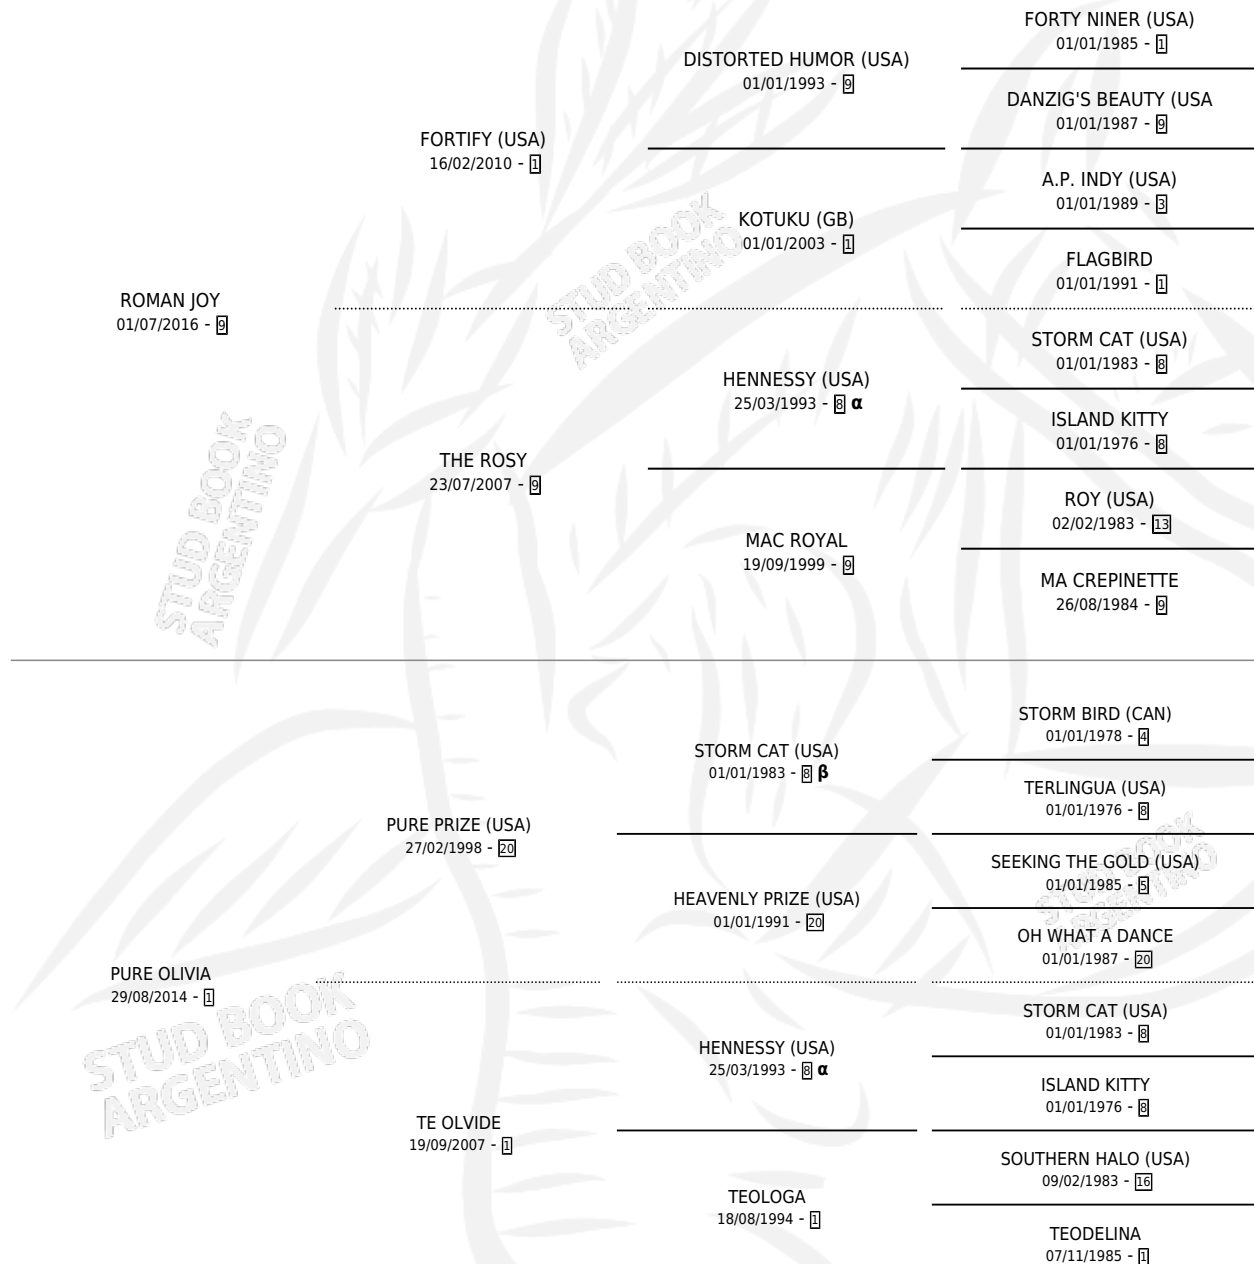 FORTY NINER (USA)
01/01/1985 - 1
DISTORTED HUMOR (USA)
01/01/1993 - 9
DANZIG'S BEAUTY (USA
01/01/1987 - 9
FORTIFY (USA)
16/02/2010 - 1
A.P. INDY (USA)
01/01/1989 - 3
KOTUKU (GB)
01/01/2003 - 1
FLAGBIRD
01/01/1991 - 1
ROMAN JOY
01/07/2016 - 9
STORM CAT (USA)
01/01/1983 - 8
HENNESSY (USA)
25/03/1993 - 8 α
ISLAND KITTY
01/01/1976 - 8
THE ROSY
23/07/2007 - 9
ROY (USA)
02/02/1983 - 13
MAC ROYAL
19/09/1999 - 9
MA CREPINETTE
26/08/1984 - 9
STORM BIRD (CAN)
01/01/1978 - 4
STORM CAT (USA)
01/01/1983 - 8 β
TERLINGUA (USA)
01/01/1976 - 8
PURE PRIZE (USA)
27/02/1998 - 20
SEEKING THE GOLD (USA)
01/01/1985 - 5
HEAVENLY PRIZE (USA)
01/01/1991 - 20
OH WHAT A DANCE
01/01/1987 - 20
PURE OLIVIA
29/08/2014 - 1
STORM CAT (USA)
01/01/1983 - 8
HENNESSY (USA)
25/03/1993 - 8 α
ISLAND KITTY
01/01/1976 - 8
TE OLVIDE
19/09/2007 - 1
SOUTHERN HALO (USA)
09/02/1983 - 16
TEOLOGA
18/08/1994 - 1
TEODELINA
07/11/1985 - 1
STUD BOOK
ARGENTINO
STUD BOOK
ARGENTINO
STUD BOOK
ARGENTINO
STUD BOOK
ARGENTINO